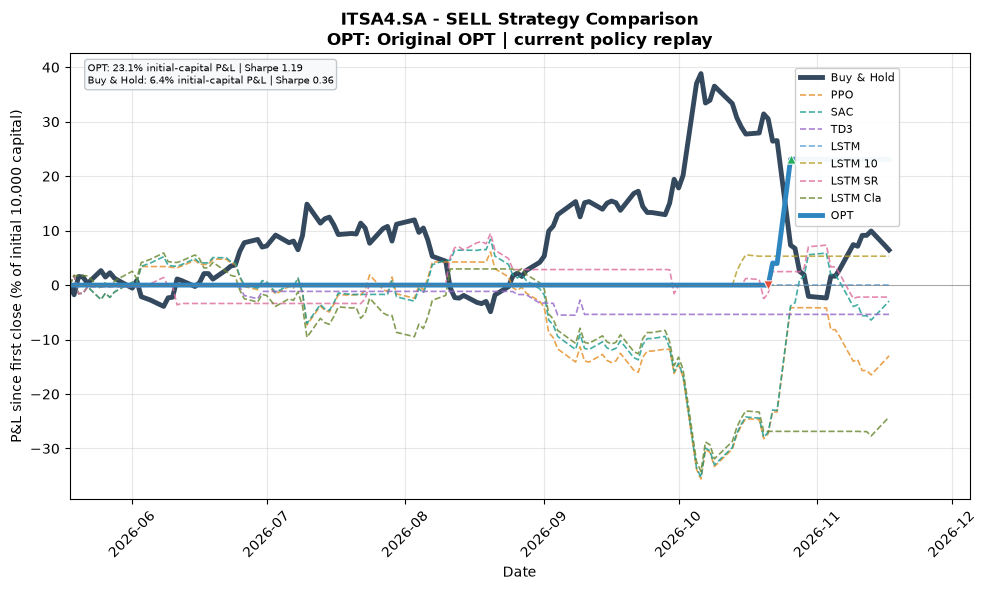 ITSA4.SA - SELL Strategy Comparison
OPT: Original OPT | current policy replay
OPT: 23.1% initial-capital P&L | Sharpe 1.19
Buy & Hold: 6.4% initial-capital P&L | Sharpe 0.36
Buy & Hold
PPO
SAC
TD3
LSTM
LSTM 10
LSTM SR
LSTM Cla
OPT
P&L since first close (% of initial 10,000 capital)
40
30
20
10
0
−10
−20
−30
2026-06
2026-07
2026-08
2026-09
2026-10
2026-11
2026-12
Date